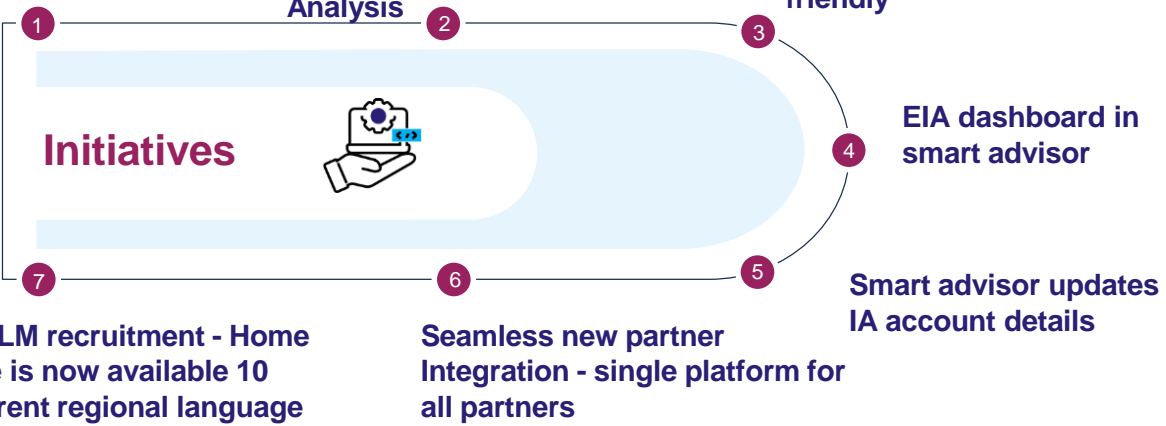 Analysis
friendly
1
2
3
Initiatives
4
EIA dashboard in
smart advisor
5
Smart advisor updates
IA account details
6
Seamless new partner
Integration - single platform for
all partners
7
LM recruitment - Home
is now available 10
regional language